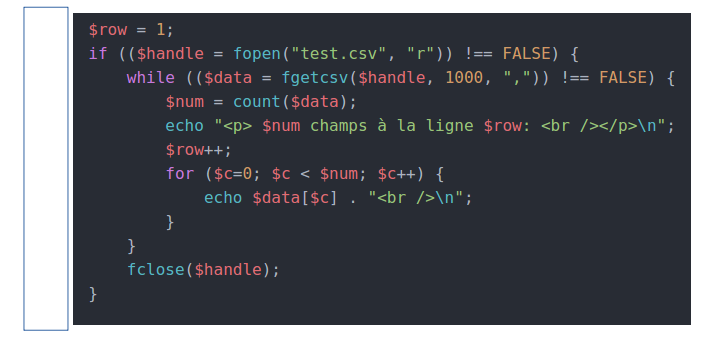 $row = 1;
if (($handle = fopen("test.csv", "r")) !== FALSE) {
    while (($data = fgetcsv($handle, 1000, ",")) !== FALSE) {
        $num = count($data);
        echo "<p> $num champs à la ligne $row: <br /></p>\n";
        $row++;
        for ($c=0; $c < $num; $c++) {
            echo $data[$c] . "<br />\n";
        }
    }
    fclose($handle);
}